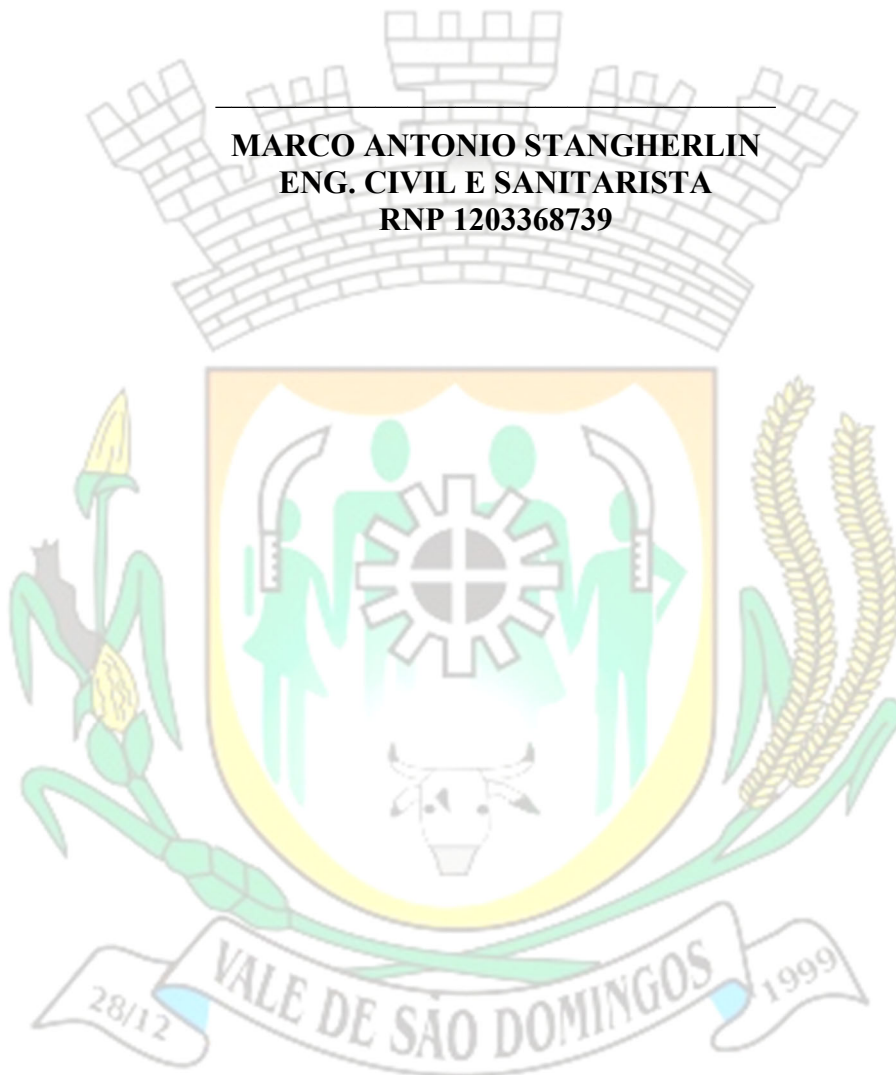 MARCO ANTONIO STANGHERLIN
ENG. CIVIL E SANITARISTA
RNP 1203368739
28/12
VALE DE SÃO DOMINGOS
1999